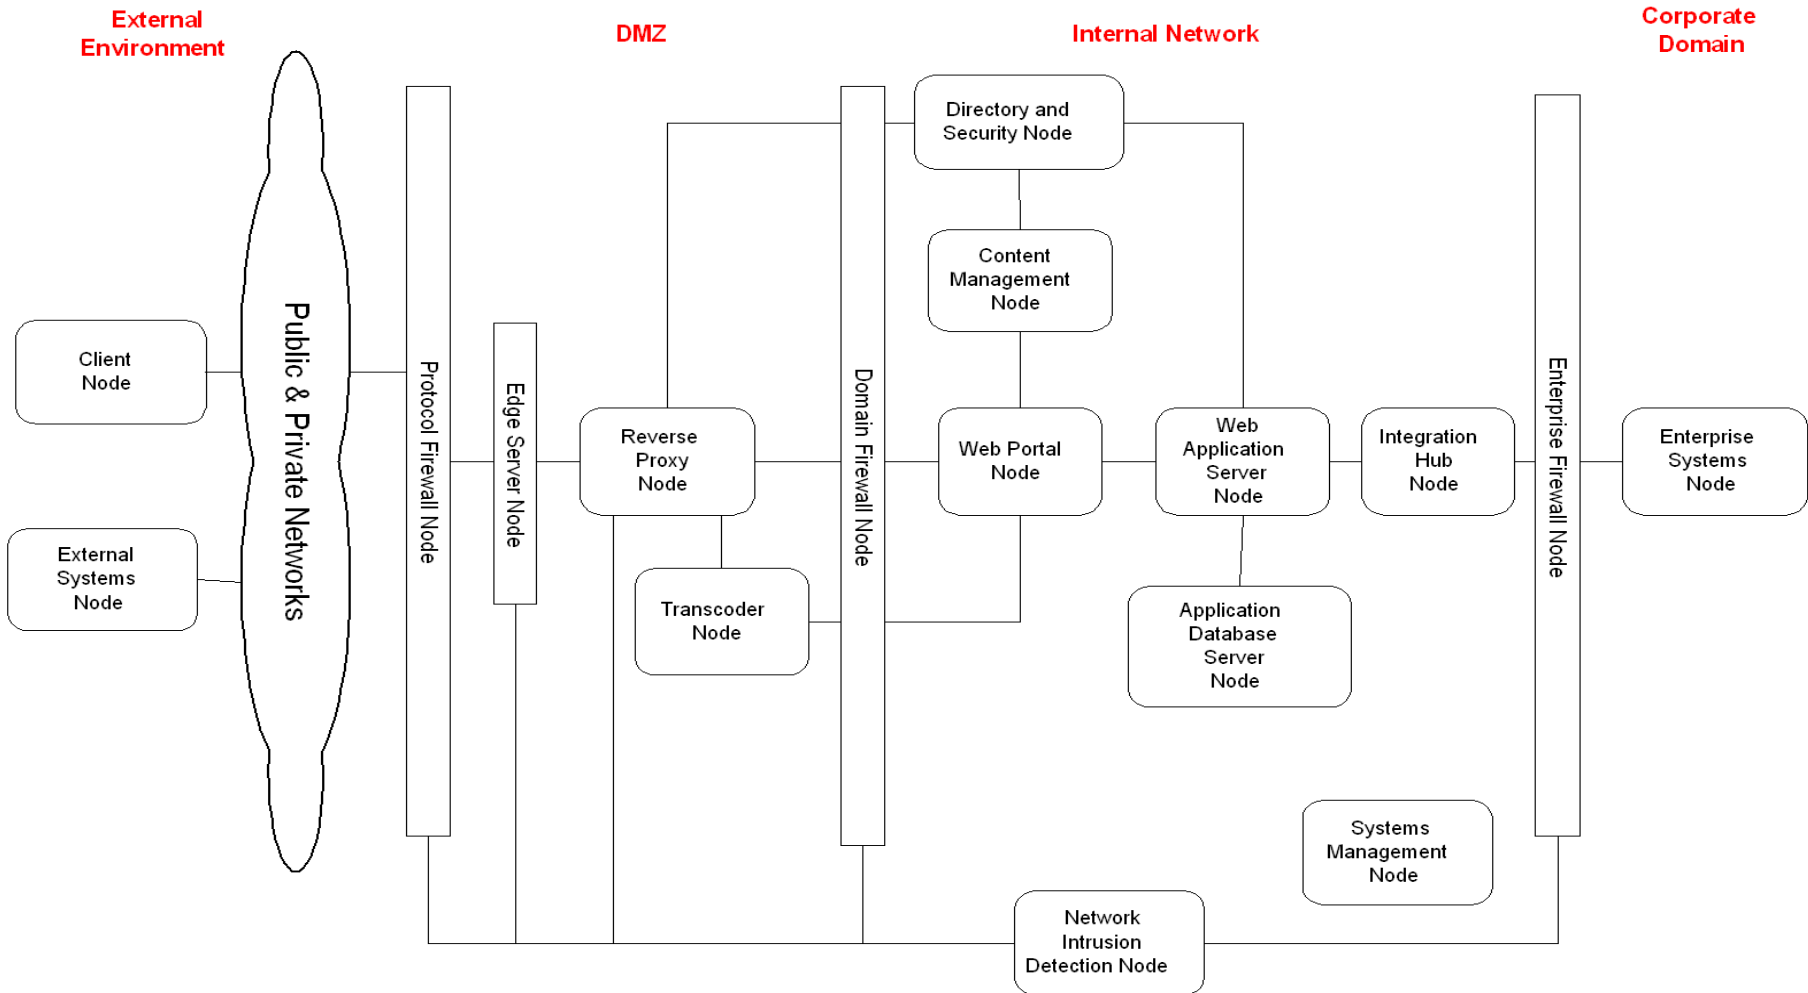 External
Environment
DMZ
Internal Network
Corporate
Domain
Directory and
Security Node
Content
Management
Node
Client
Node
Public & Private Networks
Protocol Firewall Node
Edge Server Node
Reverse
Proxy
Node
Domain Firewall Node
Web Portal
Node
Web
Application
Server
Node
Integration
Hub
Node
Enterprise Firewall Node
Enterprise
Systems
Node
External
Systems
Node
Transcoder
Node
Application
Database
Server
Node
Systems
Management
Node
Network
Intrusion
Detection Node